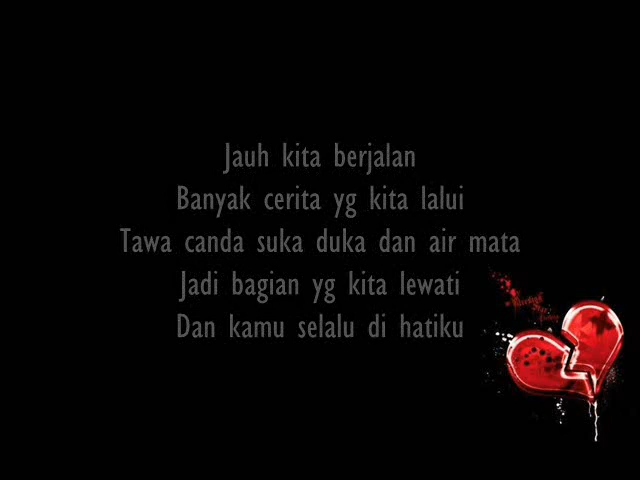 Jauh kita berjalan
Banyak cerita yg kita lalui
Tawa canda suka duka dan air mata
Jadi bagian yg kita lewati
Dan kamu selalu di hatiku